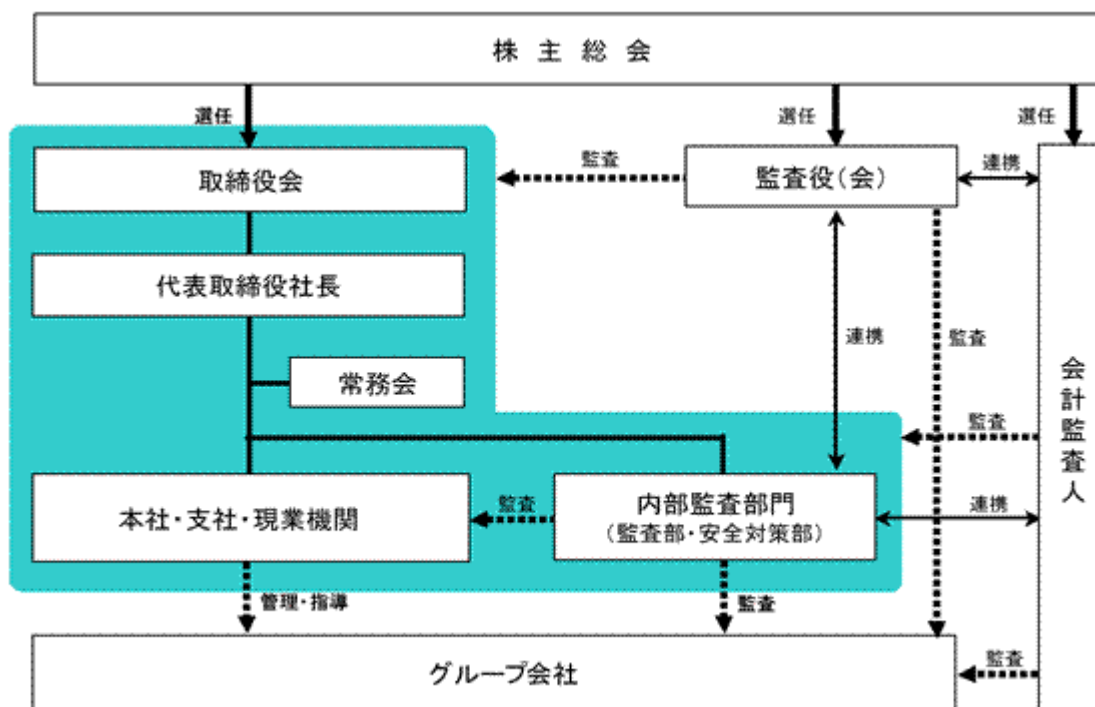 株主総会
選任
選任
選任
取締役会
監査
監査役(会)
連携
代表取締役社長
連携
監査
常務会
会計監査人
監査
本社・支社・現業機関
監査
内部監査部門
(監査部・安全対策部)
連携
管理・指導
監査
グループ会社
監査